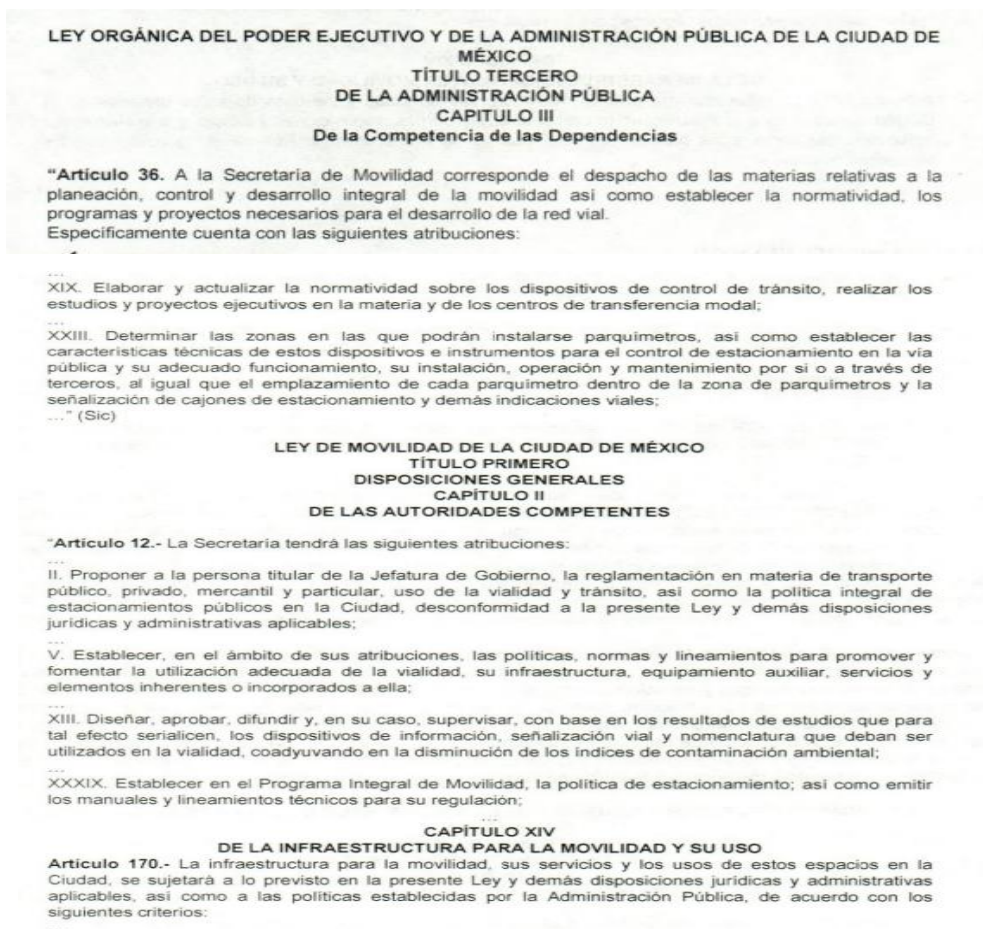 LEY ORGÁNICA DEL PODER EJECUTIVO Y DE LA ADMINISTRACIÓN PÚBLICA DE LA CIUDAD DE
MÉXICO
TÍTULO TERCERO
DE LA ADMINISTRACIÓN PÚBLICA
CAPITULO III
De la Competencia de las Dependencias
"Artículo 36. A la Secretaría de Movilidad corresponde el despacho de las materias relativas a la
planeación, control y desarrollo integral de la movilidad así como establecer la normatividad, los
programas y proyectos necesarios para el desarrollo de la red vial.
Específicamente cuenta con las siguientes atribuciones:
...
XIX. Elaborar y actualizar la normatividad sobre los dispositivos de control de tránsito, realizar los
estudios y proyectos ejecutivos en la materia y de los centros de transferencia modal;
...
XXIII. Determinar las zonas en las que podrán instalarse parquímetros, así como establecer las
características técnicas de estos dispositivos e instrumentos para el control de estacionamiento en la vía
pública y su adecuado funcionamiento, su instalación, operación y mantenimiento por si o a través de
terceros, al igual que el emplazamiento de cada parquímetro dentro de la zona de parquímetros y la
señalización de cajones de estacionamiento y demás indicaciones viales;
..." (Sic)
LEY DE MOVILIDAD DE LA CIUDAD DE MÉXICO
TÍTULO PRIMERO
DISPOSICIONES GENERALES
CAPÍTULO II
DE LAS AUTORIDADES COMPETENTES
"Artículo 12.- La Secretaría tendrá las siguientes atribuciones:
...
II. Proponer a la persona titular de la Jefatura de Gobierno, la reglamentación en materia de transporte
público, privado, mercantil y particular, uso de la vialidad y tránsito, así como la política integral de
estacionamientos públicos en la Ciudad, desconformidad a la presente Ley y demás disposiciones
jurídicas y administrativas aplicables;
...
V. Establecer, en el ámbito de sus atribuciones, las políticas, normas y lineamientos para promover y
fomentar la utilización adecuada de la vialidad, su infraestructura, equipamiento auxiliar, servicios y
elementos inherentes o incorporados a ella;
...
XIII. Diseñar, aprobar, difundir y, en su caso, supervisar, con base en los resultados de estudios que para
tal efecto serialicen, los dispositivos de información, señalización vial y nomenclatura que deban ser
utilizados en la vialidad, coadyuvando en la disminución de los índices de contaminación ambiental;
...
XXXIX. Establecer en el Programa Integral de Movilidad, la política de estacionamiento; así como emitir
los manuales y lineamientos técnicos para su regulación;
...
CAPÍTULO XIV
DE LA INFRAESTRUCTURA PARA LA MOVILIDAD Y SU USO
Artículo 170.- La infraestructura para la movilidad, sus servicios y los usos de estos espacios en la
Ciudad, se sujetará a lo previsto en la presente Ley y demás disposiciones jurídicas y administrativas
aplicables, así como a las políticas establecidas por la Administración Pública, de acuerdo con los
siguientes criterios: